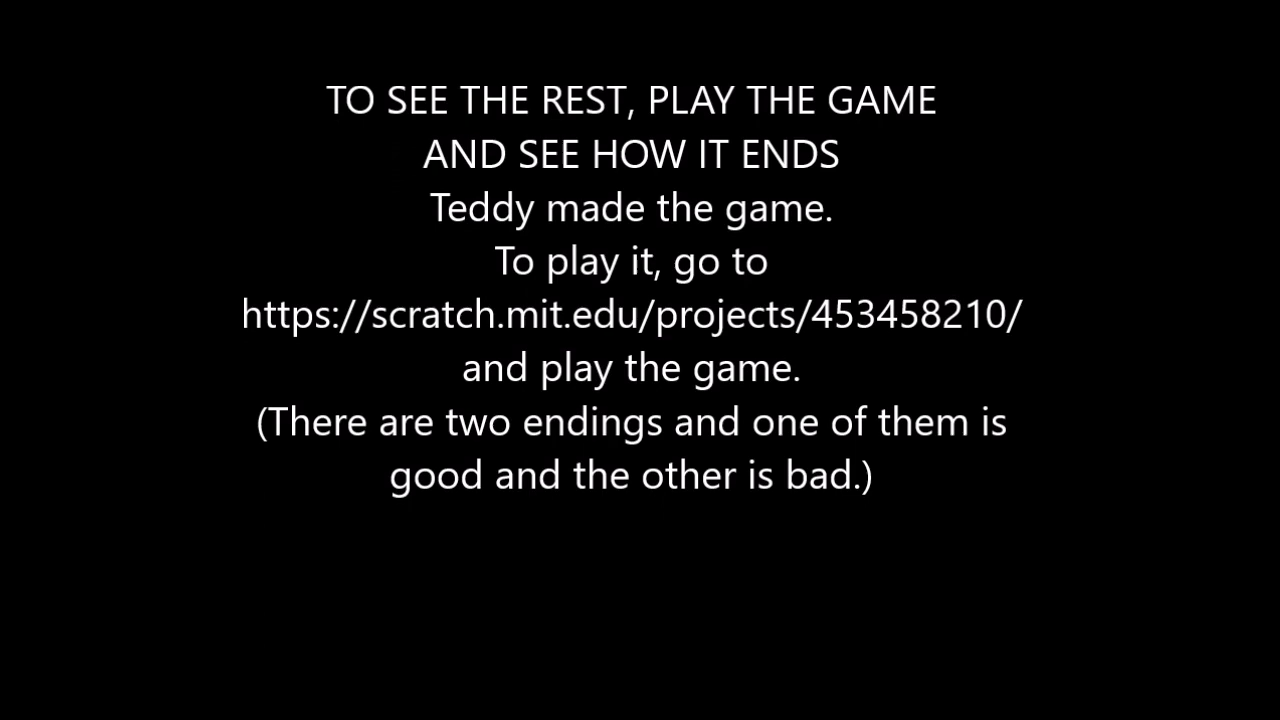 TO SEE THE REST, PLAY THE GAME
AND SEE HOW IT ENDS
Teddy made the game.
To play it, go to
https://scratch.mit.edu/projects/453458210/
and play the game.
(There are two endings and one of them is
good and the other is bad.)